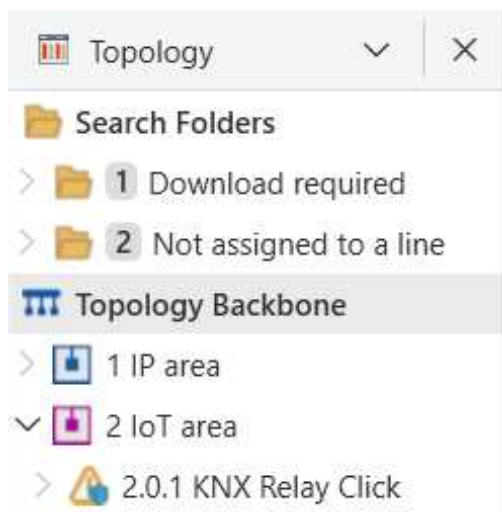 Topology
Search Folders
1 Download required
2 Not assigned to a line
Topology Backbone
1 IP area
2 IoT area
2.0.1 KNX Relay Click